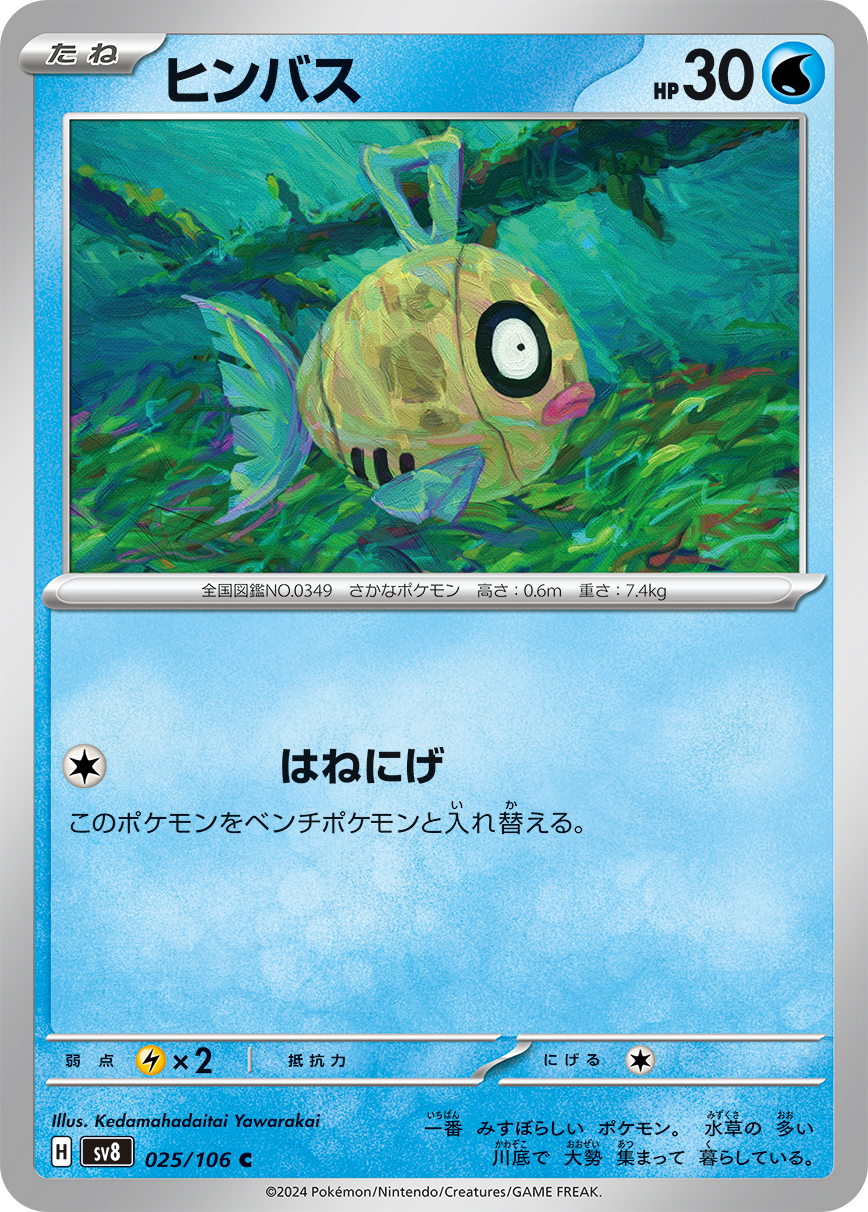 たね
ヒンバス
HP30
全国図鑑NO.0349 さかなポケモン 高さ：0.6m 重さ：7.4kg
はねにげ
このポケモンをベンチポケモンと入れ替える。
弱点 ×2 抵抗力 にげる
Illus. Kedamahadaitai Yawarakai
H sv8 025/106 C
一番 みすぼらしい ポケモン。 水草の 多い
川底で 大勢 集まって 暮らしている。
©2024 Pokémon/Nintendo/Creatures/GAME FREAK.